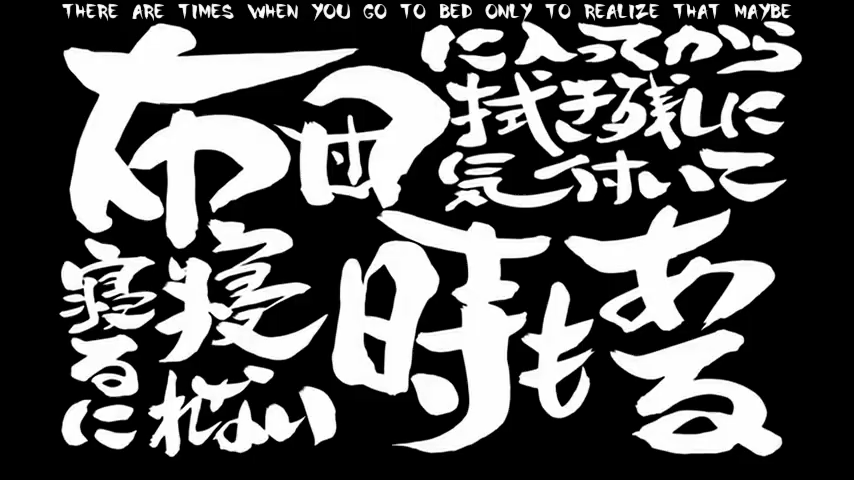 THERE ARE TIMES WHEN YOU GO TO BED ONLY TO REALIZE THAT MAYBE
布団
に入ってから
拭き残しに
気付いて
寝るに
寝れない
時も
ある